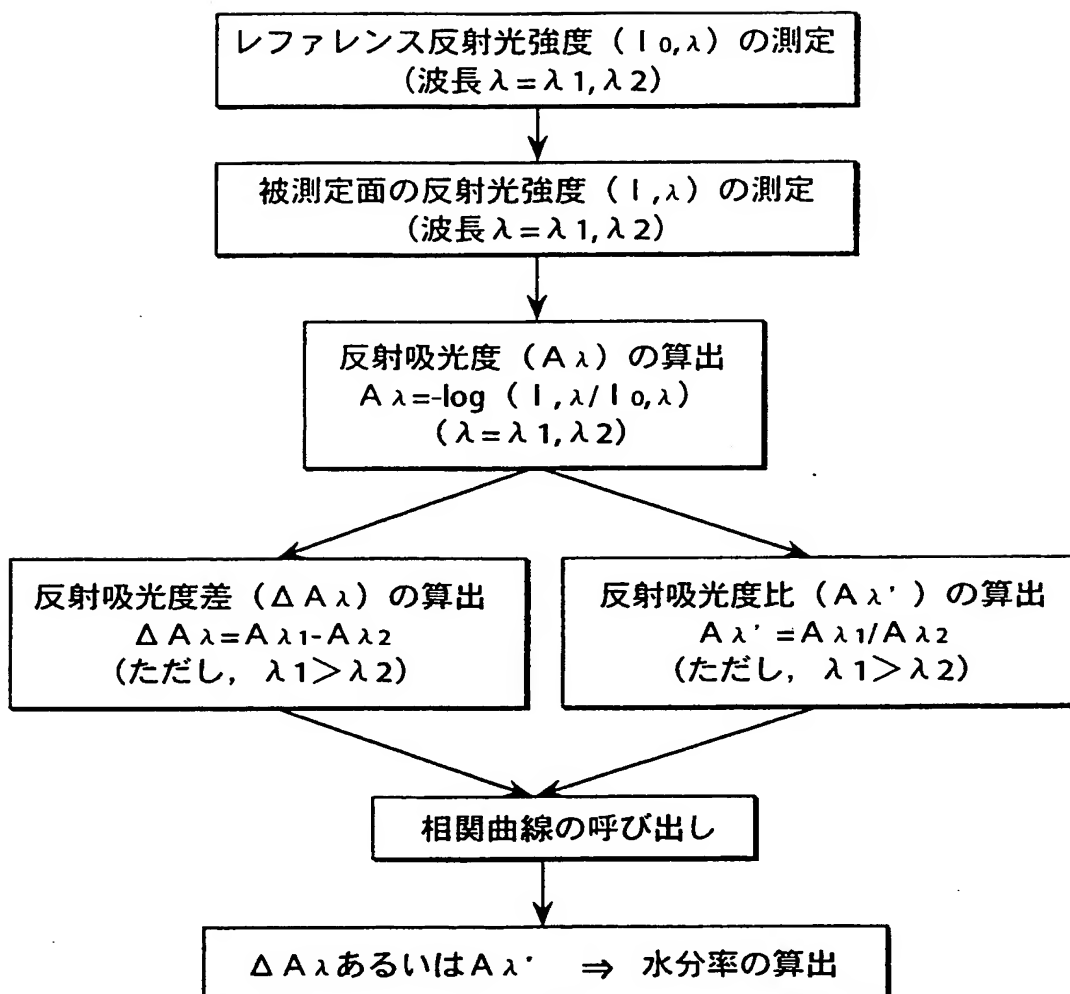 レファレンス反射光強度（I₀,λ）の測定
(波長λ=λ1,λ2)
被測定面の反射光強度（I,λ）の測定
(波長λ=λ1,λ2)
反射吸光度（Aλ）の算出
Aλ=-log（I,λ/I₀,λ）
(λ=λ1,λ2)
反射吸光度差（ΔAλ）の算出
ΔAλ=Aλ1-Aλ2
(ただし，λ1＞λ2)
反射吸光度比（Aλ'）の算出
Aλ'=Aλ1/Aλ2
(ただし，λ1＞λ2)
相関曲線の呼び出し
ΔAλあるいはAλ' ⇒ 水分率の算出